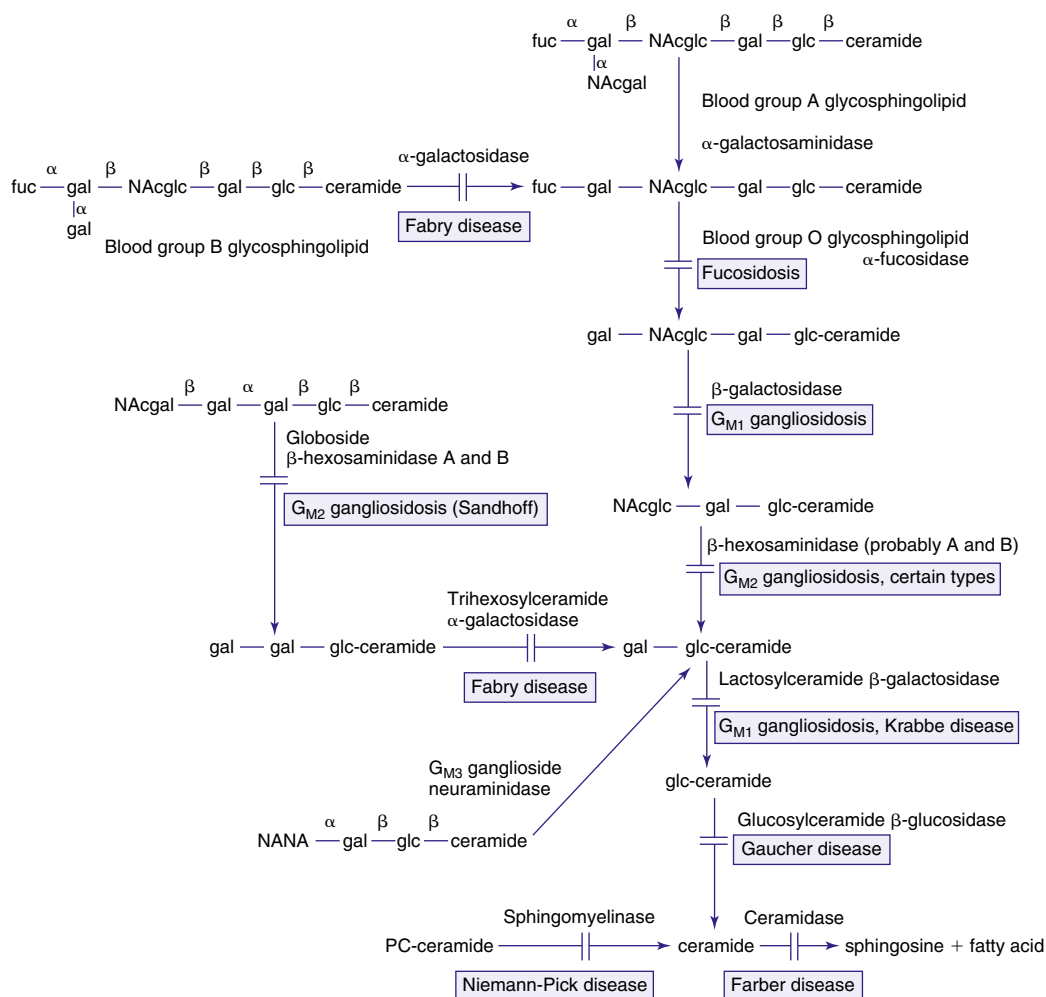 α β β β β
fuc — gal — NAcglc — gal — glc — ceramide
α
NAcgal
Blood group A glycosphingolipid
α-galactosaminidase
α β β β β
fuc — gal — NAcglc — gal — glc — ceramide
α
gal
Blood group B glycosphingolipid
α-galactosidase
Fabry disease
fuc — gal — NAcglc — gal — glc — ceramide
Blood group O glycosphingolipid
α-fucosidase
Fucosidosis
gal — NAcglc — gal — glc-ceramide
β-galactosidase
GM1 gangliosidosis
β α β β
NAcgal — gal — gal — glc — ceramide
Globoside
β-hexosaminidase A and B
GM2 gangliosidosis (Sandhoff)
NAcglc — gal — glc-ceramide
β-hexosaminidase (probably A and B)
GM2 gangliosidosis, certain types
gal — gal — glc-ceramide
Trihexosylceramide
α-galactosidase
Fabry disease
gal — glc-ceramide
Lactosylceramide β-galactosidase
GM1 gangliosidosis, Krabbe disease
GM3 ganglioside
neuraminidase
α β β
NANA — gal — glc — ceramide
glc-ceramide
Glucosylceramide β-glucosidase
Gaucher disease
PC-ceramide
Sphingomyelinase
Niemann-Pick disease
ceramide
Ceramidase
Farber disease
sphingosine + fatty acid